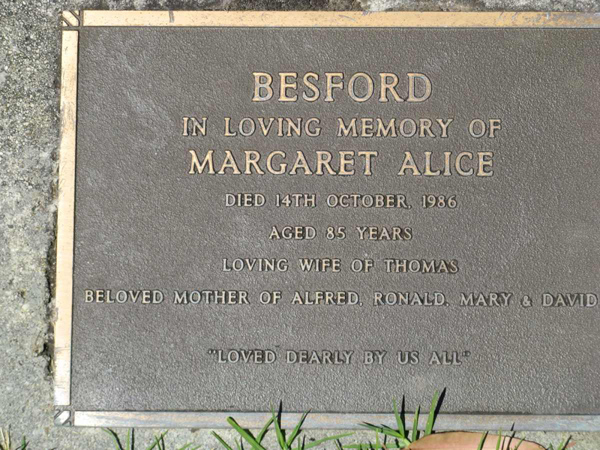 BESFORD
IN LOVING MEMORY OF
MARGARET ALICE
DIED 14TH OCTOBER, 1986
AGED 85 YEARS
LOVING WIFE OF THOMAS
BELOVED MOTHER OF ALFRED, RONALD, MARY & DAVID
"LOVED DEARLY BY US ALL"